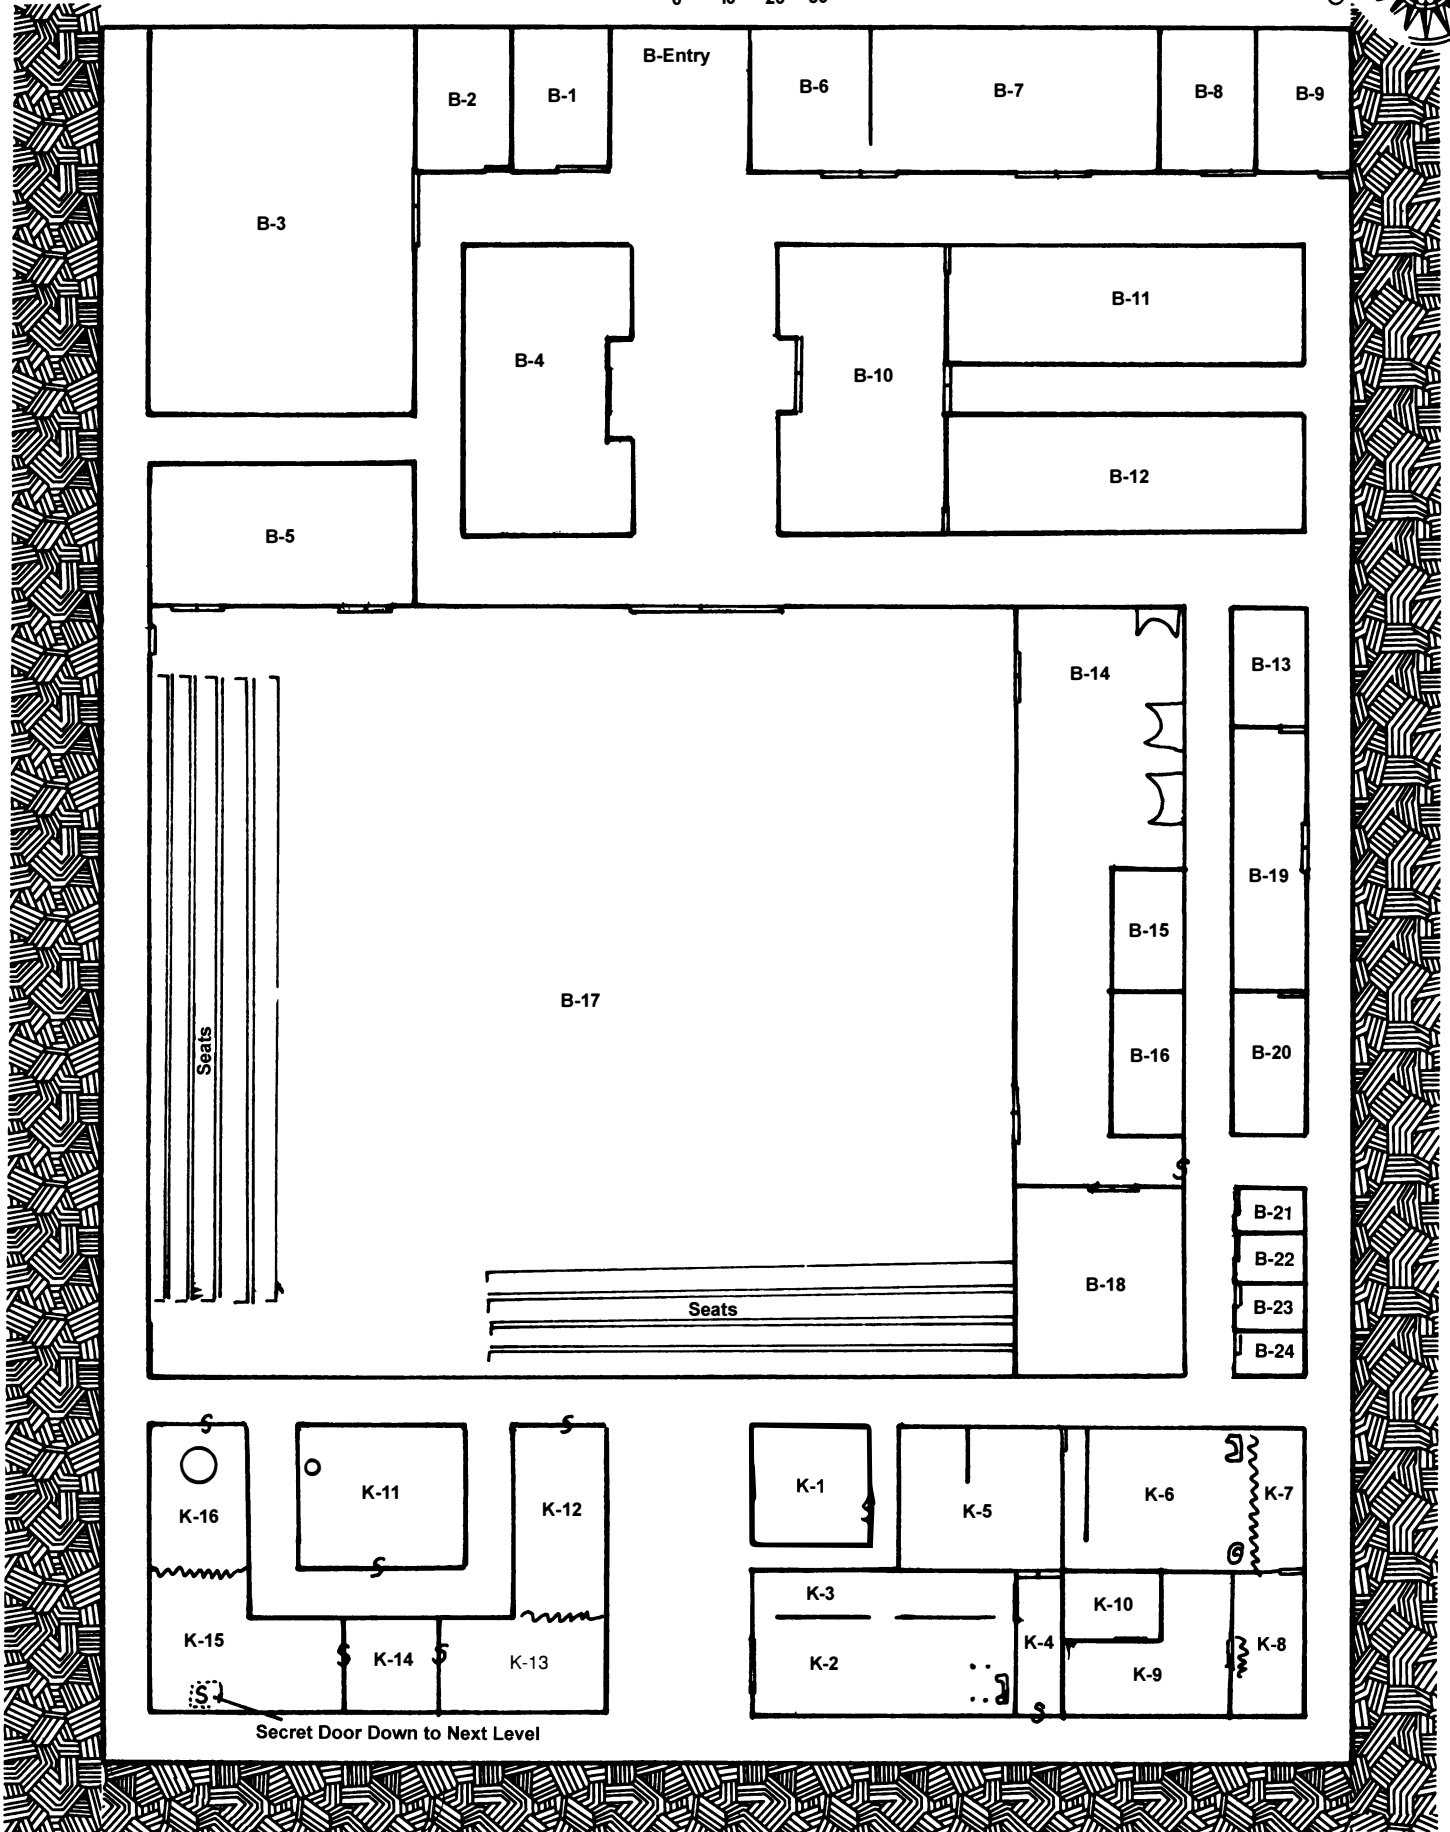 B-Entry
B-2
B-1
B-6
B-7
B-8
B-9
B-3
B-11
B-4
B-10
B-12
B-5
B-14
B-13
B-19
B-15
B-17
Seats
B-16
B-20
S
B-21
B-22
B-18
B-23
Seats
B-24
S
S
K-16
K-11
K-12
K-1
S
K-5
K-6
K-7
S
K-3
K-10
K-15
S
K-14
S
K-13
K-2
K-4
K-9
K-8
S
S
Secret Door Down to Next Level